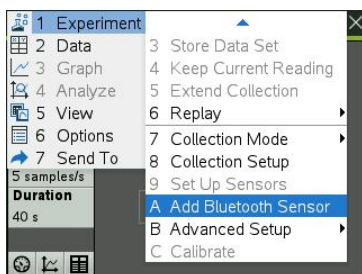 1 Experiment
2 Data
3 Graph
4 Analyze
5 View
6 Options
7 Send To
5 samples/s
Duration
40 s
3 Store Data Set
4 Keep Current Reading
5 Extend Collection
6 Replay
7 Collection Mode
8 Collection Setup
9 Set Up Sensors
A Add Bluetooth Sensor
B Advanced Setup
C Calibrate